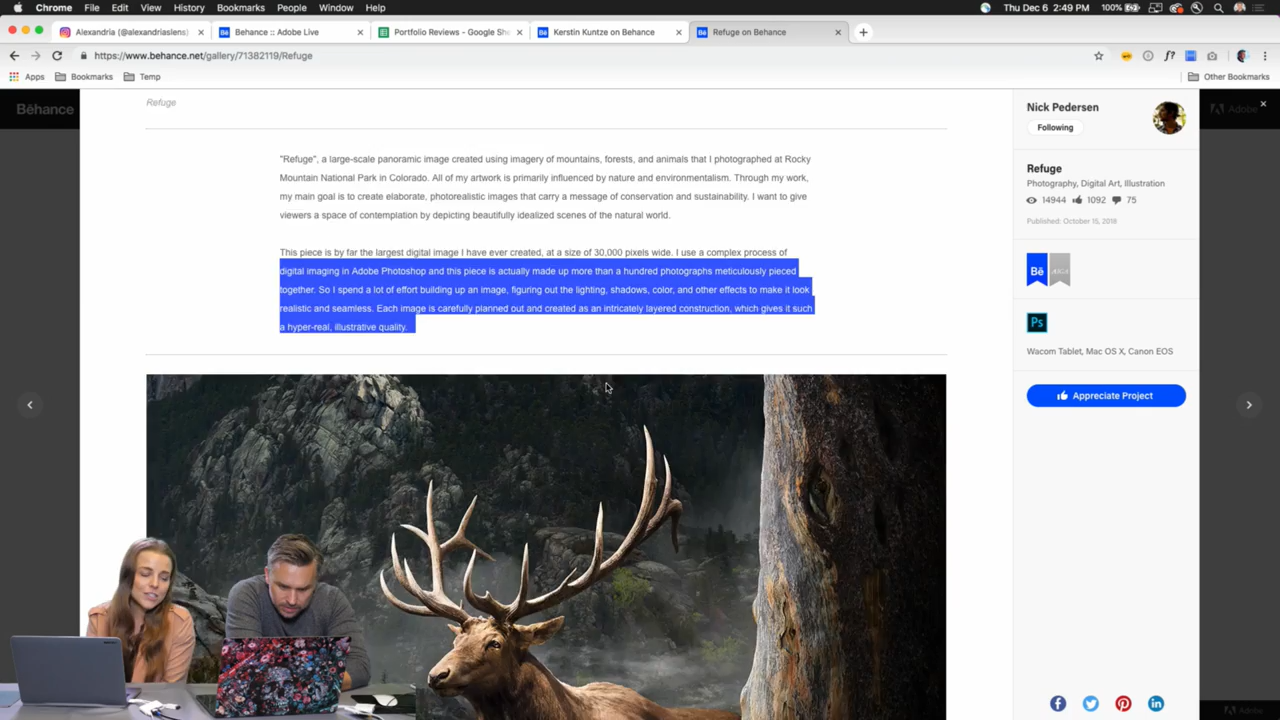 Chrome File Edit View History Bookmarks People Window Help
100% Thu Dec 6 2:49 PM
Alexandria (@alexandriaslens)
Behance :: Adobe Live
Portfolio Reviews - Google She
Kerstin Kuntze on Behance
Refuge on Behance
https://www.behance.net/gallery/71382119/Refuge
Apps Bookmarks Temp Other Bookmarks
Bēhance
Adobe
Refuge
"Refuge", a large-scale panoramic image created using imagery of mountains, forests, and animals that I photographed at Rocky
Mountain National Park in Colorado. All of my artwork is primarily influenced by nature and environmentalism. Through my work,
my main goal is to create elaborate, photorealistic images that carry a message of conservation and sustainability. I want to give
viewers a space of contemplation by depicting beautifully idealized scenes of the natural world.
This piece is by far the largest digital image I have ever created, at a size of 30,000 pixels wide. I use a complex process of
digital imaging in Adobe Photoshop and this piece is actually made up more than a hundred photographs meticulously pieced
together. So I spend a lot of effort building up an image, figuring out the lighting, shadows, color, and other effects to make it look
realistic and seamless. Each image is carefully planned out and created as an intricately layered construction, which gives it such
a hyper-real, illustrative quality.
Nick Pedersen
Following
Refuge
Photography, Digital Art, Illustration
14944 1092 75
Published: October 15, 2018
Bē
Ps
Wacom Tablet, Mac OS X, Canon EOS
Appreciate Project
Adobe